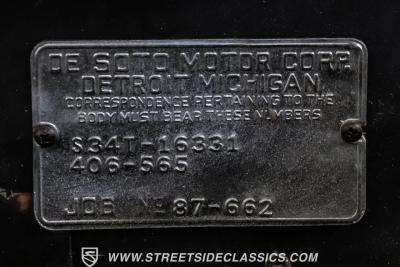 DE SOTO MOTOR CORP.
DETROIT MICHIGAN
CORRESPONDENCE PERTAINING TO THE
BODY MUST BEAR THESE NUMBERS
S34T-16331
406-565
JOB No 87-662
WWW.STREETSIDECLASSICS.COM